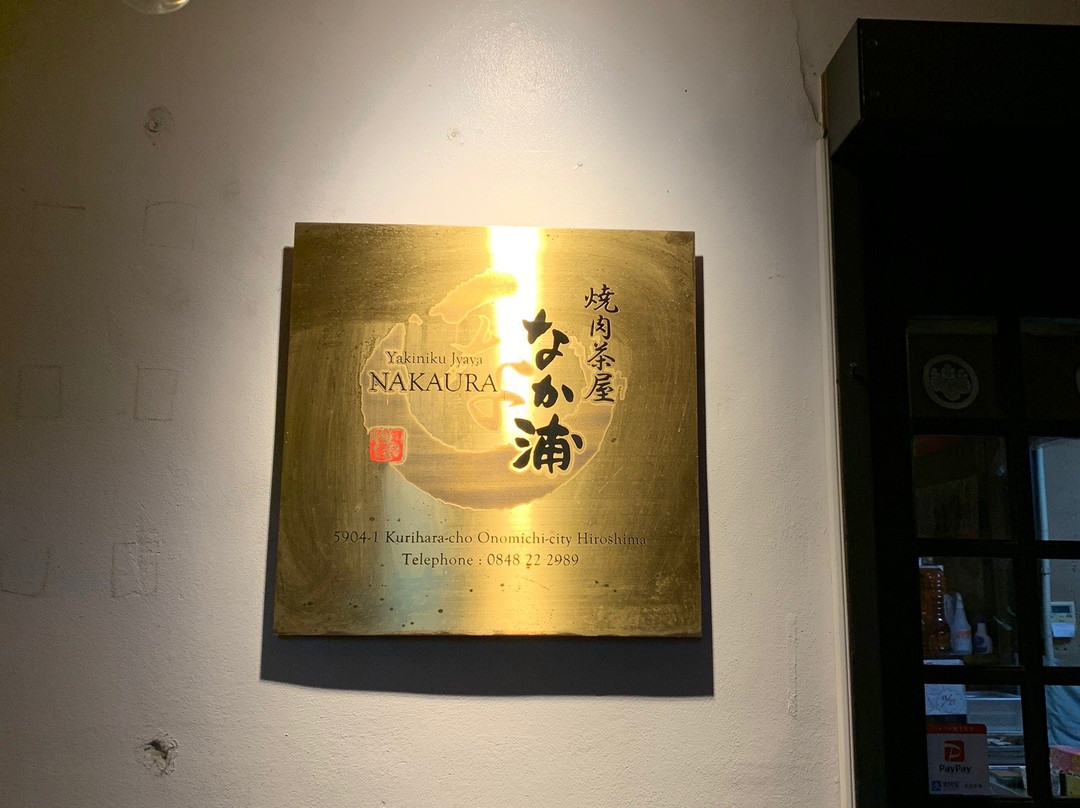 焼肉茶屋
なか浦
Yakiniku Jyaya
NAKAURA
5904-1 Kurihara-cho Onomichi-city Hiroshima
Telephone : 0848 22 2989
PayPay